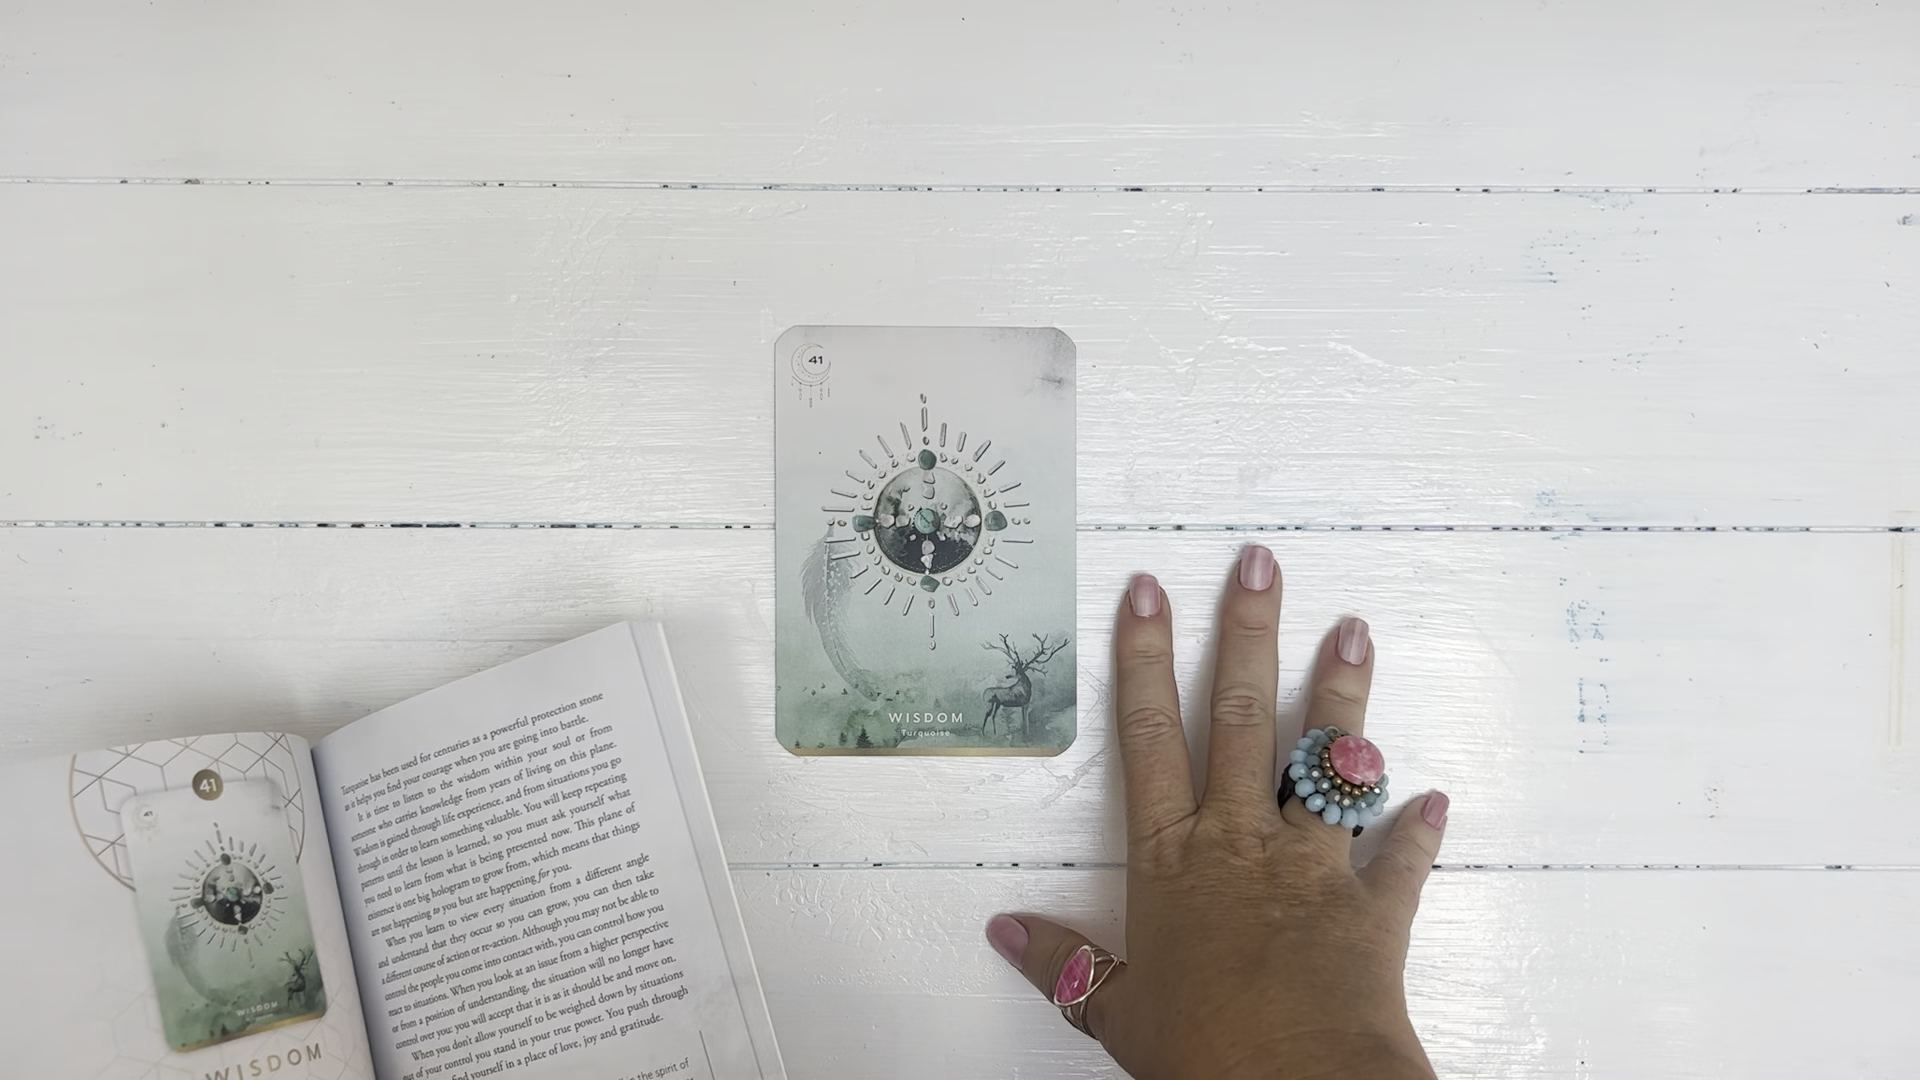 41
WISDOM
Turquoise
41
41
WISDOM
WISDOM
Turquoise has been used for centuries as a powerful protection stone
as it helps you find your courage when you are going into battle.
It is time to listen to the wisdom within your soul or from
someone who carries knowledge from years of living on this plane.
Wisdom is gained through life experience, and from situations you go
through in order to learn something valuable. You will keep repeating
patterns until the lesson is learned, so you must ask yourself what
you need to learn from what is being presented now. This plane of
existence is one big hologram to grow from, which means that things
are not happening to you but are happening for you.
When you learn to view every situation from a different angle
and understand that they occur so you can grow, you can then take
a different course of action or re-action. Although you may not be able to
control the people you come into contact with, you can control how you
react to situations. When you look at an issue from a higher perspective
or from a position of understanding, the situation will no longer have
control over you: you will accept that it is as it should be and move on.
When you don't allow yourself to be weighed down by situations
out of your control you stand in your true power. You push through
find yourself in a place of love, joy and gratitude.
in the spirit of